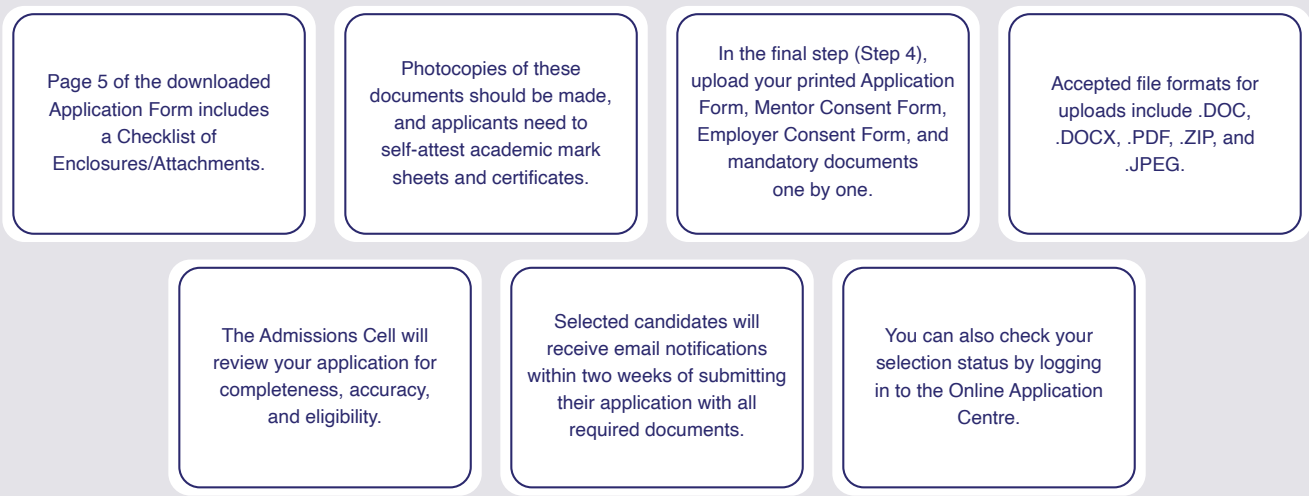 Page 5 of the downloaded
Application Form includes
a Checklist of
Enclosures/Attachments.
Photocopies of these
documents should be made,
and applicants need to
self-attest academic mark
sheets and certificates.
In the final step (Step 4),
upload your printed Application
Form, Mentor Consent Form,
Employer Consent Form, and
mandatory documents
one by one.
Accepted file formats for
uploads include .DOC,
.DOCX, .PDF, .ZIP, and
.JPEG.
The Admissions Cell will
review your application for
completeness, accuracy,
and eligibility.
Selected candidates will
receive email notifications
within two weeks of submitting
their application with all
required documents.
You can also check your
selection status by logging
in to the Online Application
Centre.